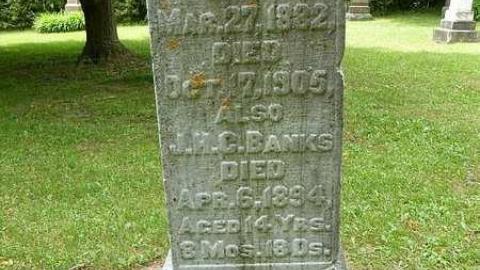 MAR. 27, 1832,
DIED
OCT. 17, 1905,
ALSO
J.H.C. BANKS
DIED
APR. 6, 1894,
AGED 14 YRS.
8 MOS. 18 DS.